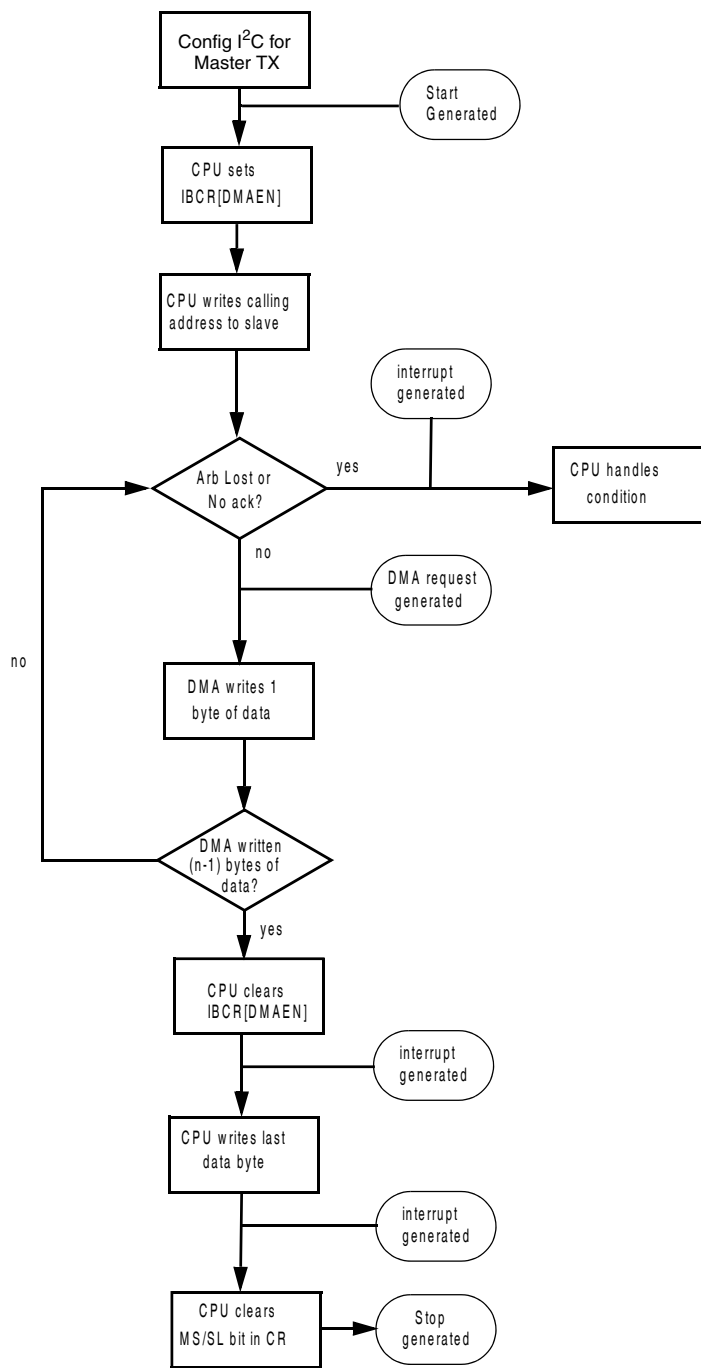 Config I²C for
Master TX
Start
Generated
CPU sets
IBCR[DMAEN]
CPU writes calling
address to slave
interrupt
generated
Arb Lost or
No ack?
yes
CPU handles
condition
no
DMA request
generated
no
DMA writes 1
byte of data
DMA written
(n-1) bytes of
data?
yes
CPU clears
IBCR[DMAEN]
interrupt
generated
CPU writes last
data byte
interrupt
generated
CPU clears
MS/SL bit in CR
Stop
generated